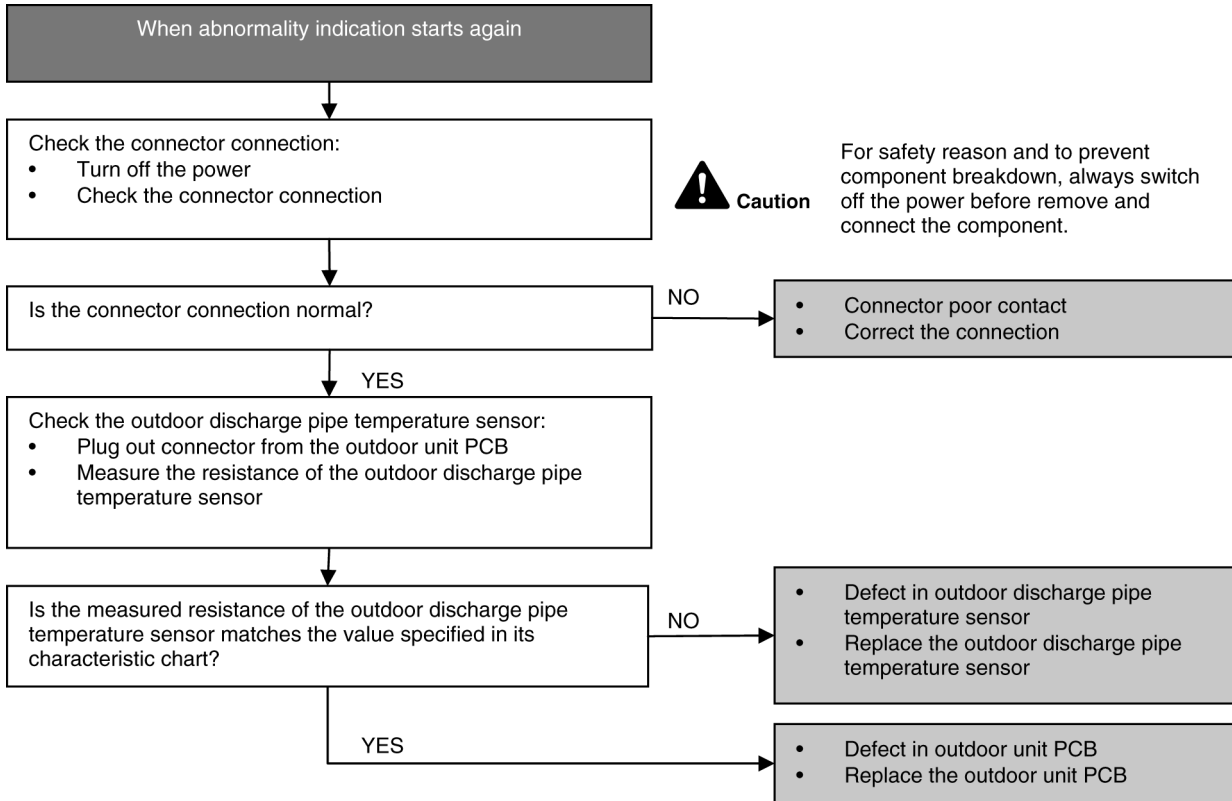 When abnormality indication starts again
Check the connector connection:
• Turn off the power
• Check the connector connection
Caution
For safety reason and to prevent
component breakdown, always switch
off the power before remove and
connect the component.
Is the connector connection normal?
NO
• Connector poor contact
• Correct the connection
YES
Check the outdoor discharge pipe temperature sensor:
• Plug out connector from the outdoor unit PCB
• Measure the resistance of the outdoor discharge pipe
temperature sensor
Is the measured resistance of the outdoor discharge pipe
temperature sensor matches the value specified in its
characteristic chart?
NO
• Defect in outdoor discharge pipe
temperature sensor
• Replace the outdoor discharge pipe
temperature sensor
YES
• Defect in outdoor unit PCB
• Replace the outdoor unit PCB